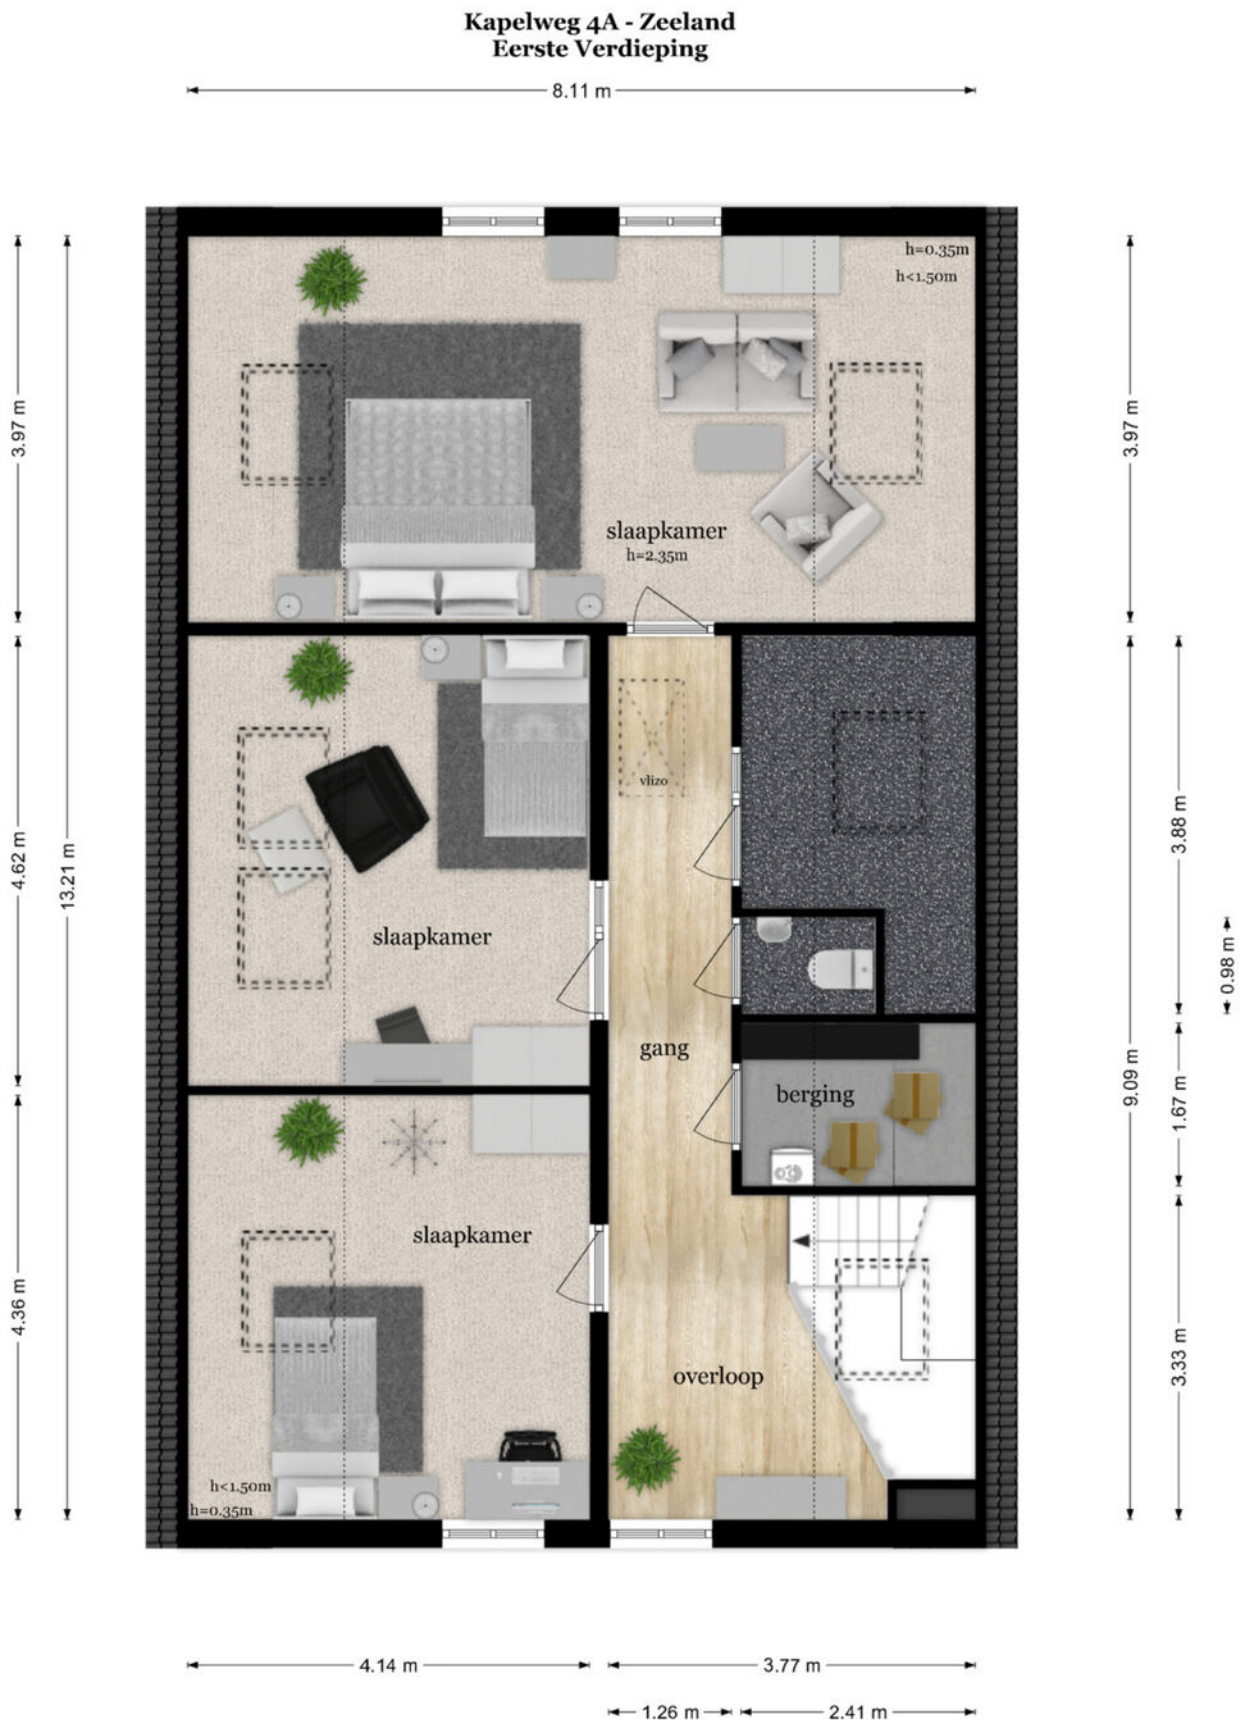 Kapelweg 4A - Zeeland
Eerste Verdieping
8.11 m
h=0.35m
h<1.50m
3.97 m
3.97 m
slaapkamer
h=2.35m
vlizo
4.62 m
13.21 m
3.88 m
slaapkamer
0.98 m
gang
9.09 m
berging
1.67 m
slaapkamer
4.36 m
3.33 m
overloop
h<1.50m
h=0.35m
4.14 m
3.77 m
1.26 m
2.41 m